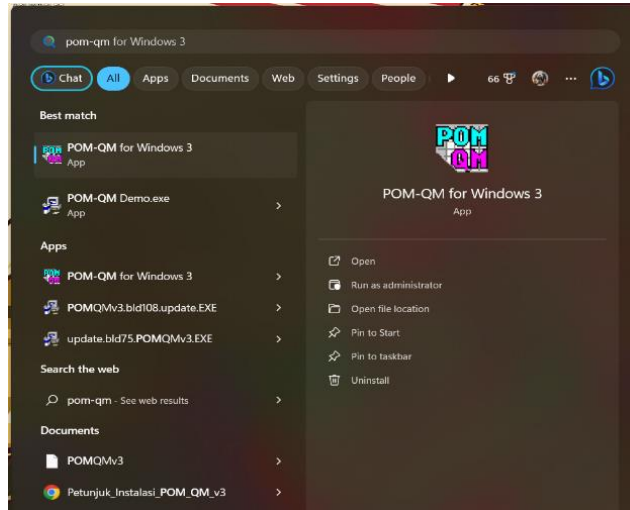 pom-qm for Windows 3
Chat All Apps Documents Web Settings People 66
Best match
POM-QM for Windows 3
App
POM-QM Demo.exe
App
Apps
POM-QM for Windows 3
POMQMv3.bld108.update.EXE
update.bld75.POMQMv3.EXE
Search the web
pom-qm - See web results
Documents
POMQMv3
Petunjuk_Instalasi_POM_QM_v3
POM
QM
POM-QM for Windows 3
App
Open
Run as administrator
Open file location
Pin to Start
Pin to taskbar
Uninstall